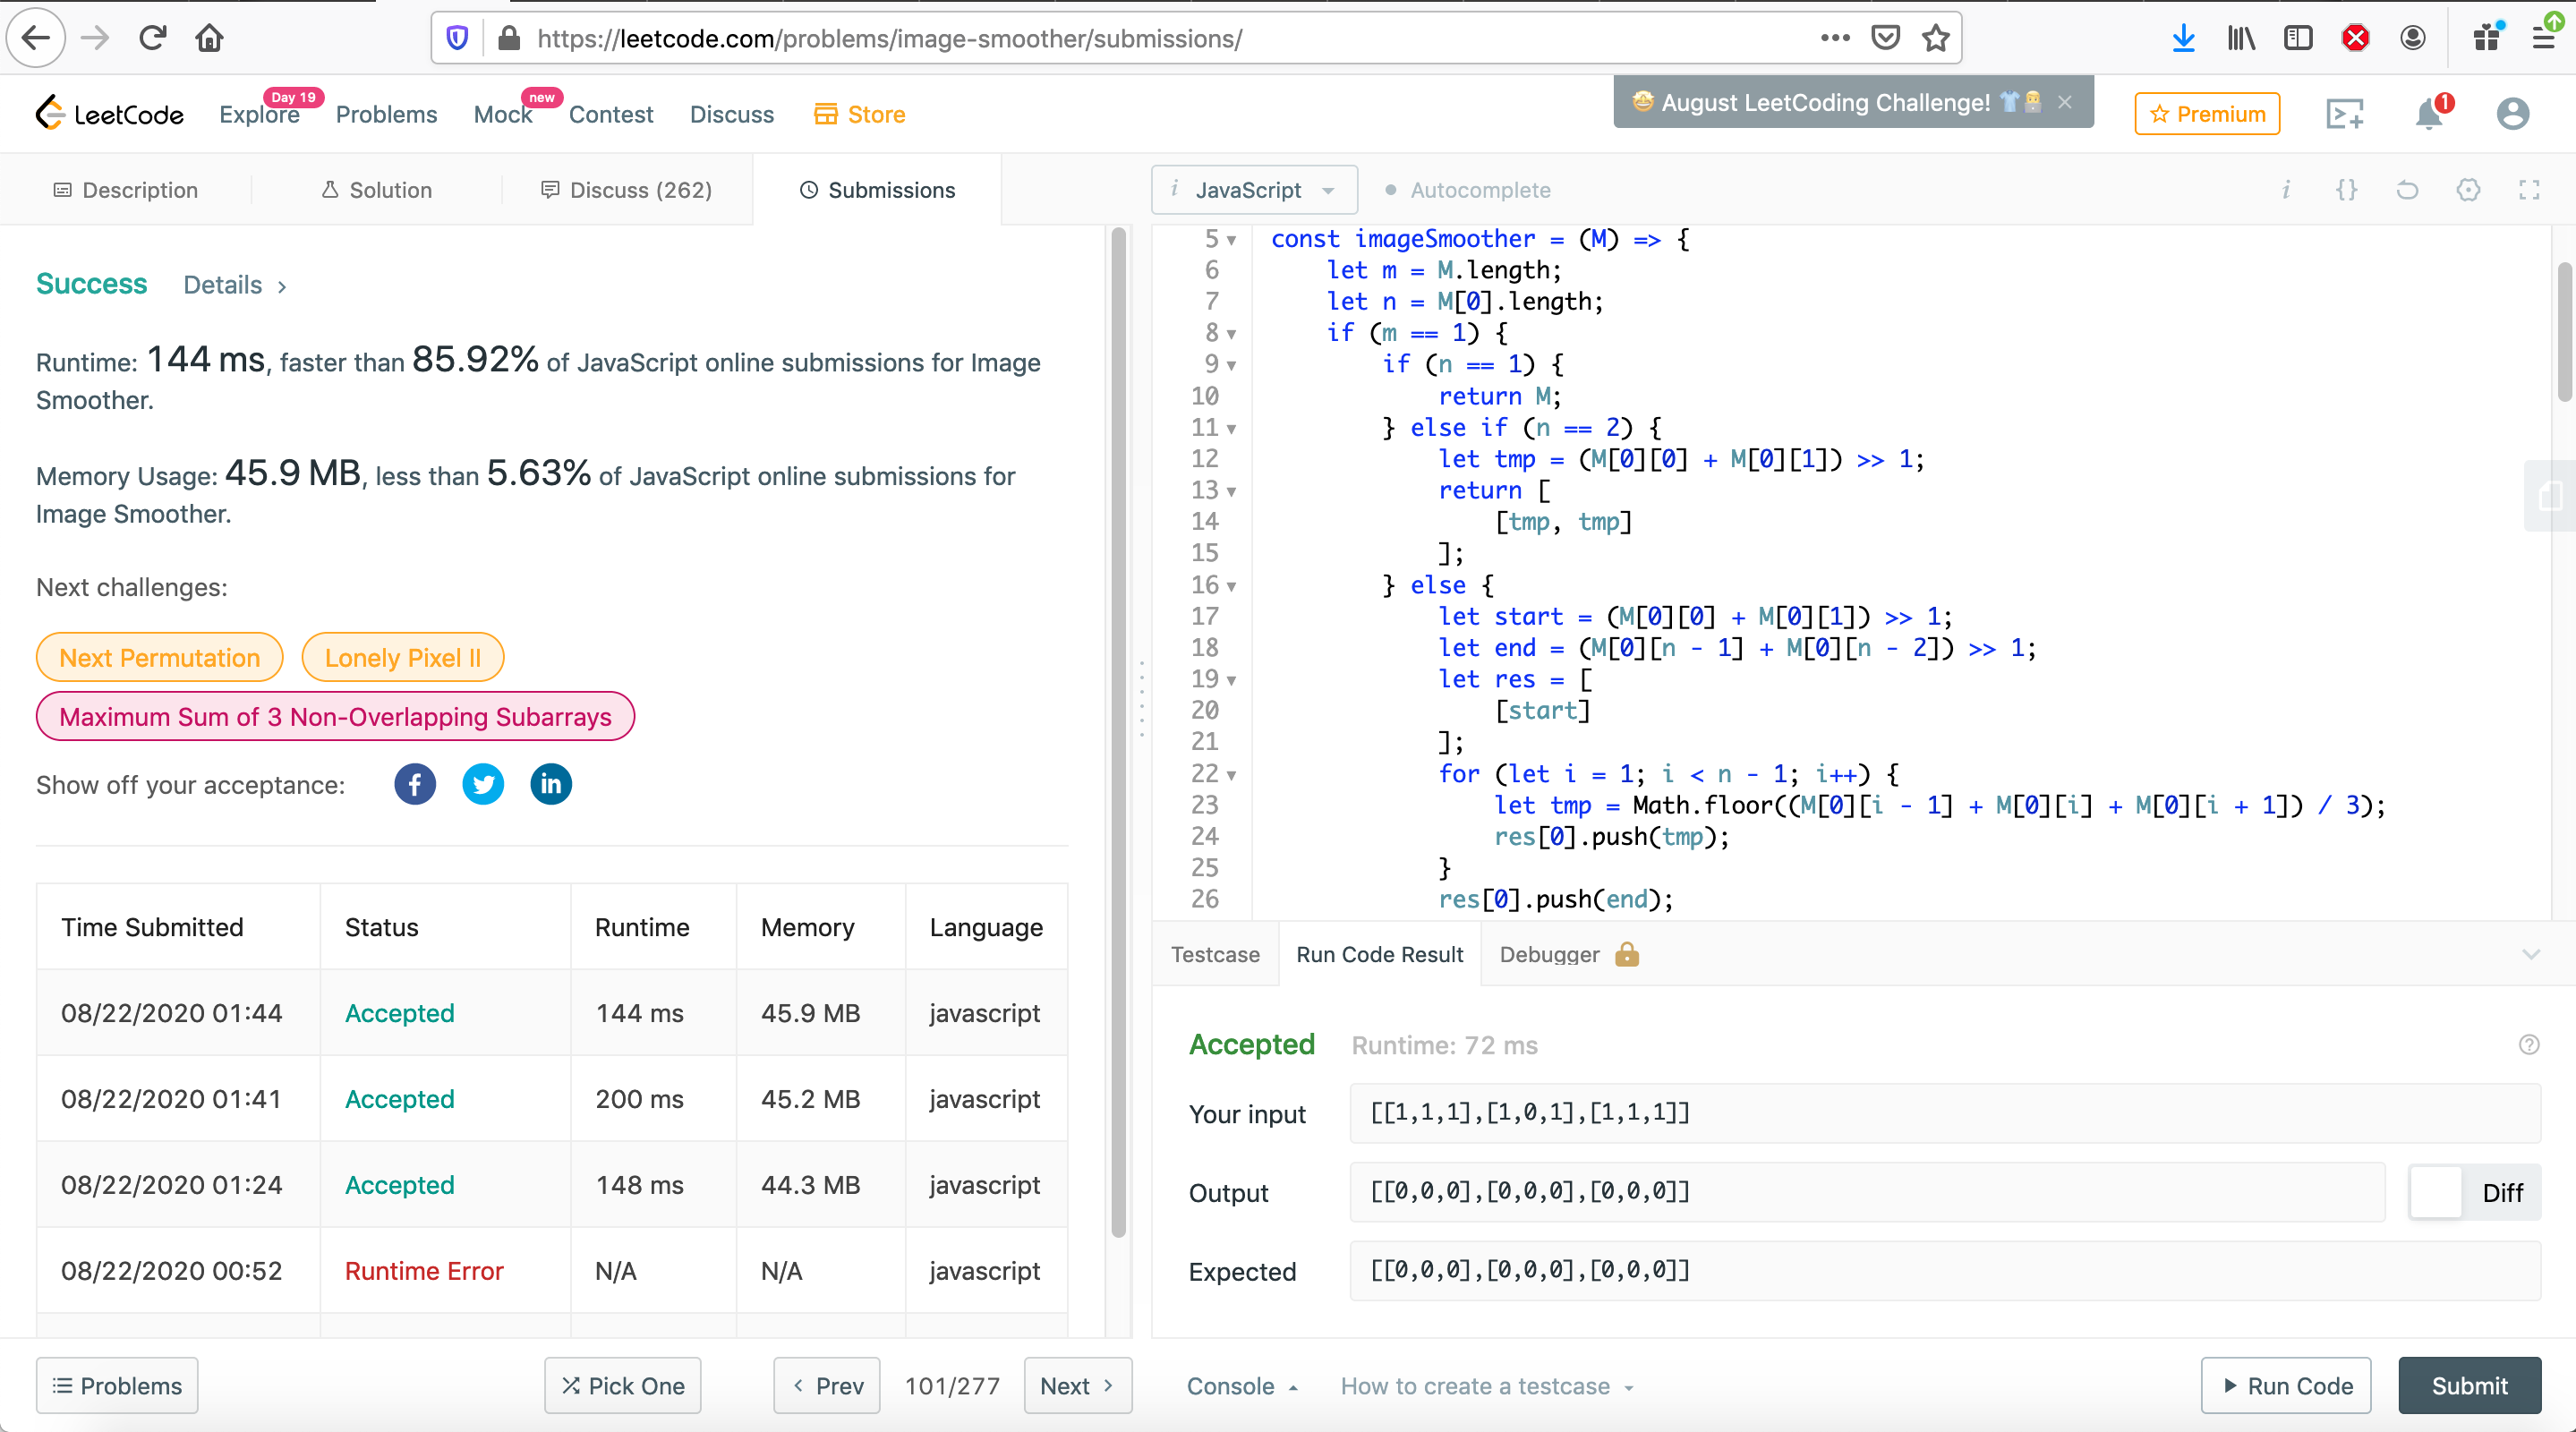 https://leetcode.com/problems/image-smoother/submissions/
LeetCode
Explore
Day 19
Problems
Mock
new
Contest
Discuss
Store
🤩 August LeetCoding Challenge! 👕
Premium
1
Description
Solution
Discuss (262)
Submissions
Success
Details >
Runtime: 144 ms, faster than 85.92% of JavaScript online submissions for Image
Smoother.
Memory Usage: 45.9 MB, less than 5.63% of JavaScript online submissions for
Image Smoother.
Next challenges:
Next Permutation
Lonely Pixel II
Maximum Sum of 3 Non-Overlapping Subarrays
Show off your acceptance:
Time Submitted Status Runtime Memory Language
08/22/2020 01:44 Accepted 144 ms 45.9 MB javascript
08/22/2020 01:41 Accepted 200 ms 45.2 MB javascript
08/22/2020 01:24 Accepted 148 ms 44.3 MB javascript
08/22/2020 00:52 Runtime Error N/A N/A javascript
Problems
Pick One
< Prev
101/277
Next >
i JavaScript
Autocomplete
i {}
5 const imageSmoother = (M) => {
6 let m = M.length;
7 let n = M[0].length;
8 if (m == 1) {
9 if (n == 1) {
10 return M;
11 } else if (n == 2) {
12 let tmp = (M[0][0] + M[0][1]) >> 1;
13 return [
14 [tmp, tmp]
15 ];
16 } else {
17 let start = (M[0][0] + M[0][1]) >> 1;
18 let end = (M[0][n - 1] + M[0][n - 2]) >> 1;
19 let res = [
20 [start]
21 ];
22 for (let i = 1; i < n - 1; i++) {
23 let tmp = Math.floor((M[0][i - 1] + M[0][i] + M[0][i + 1]) / 3);
24 res[0].push(tmp);
25 }
26 res[0].push(end);
Testcase
Run Code Result
Debugger
Accepted
Runtime: 72 ms
Your input
[[1,1,1],[1,0,1],[1,1,1]]
Output
[[0,0,0],[0,0,0],[0,0,0]]
Diff
Expected
[[0,0,0],[0,0,0],[0,0,0]]
Console
How to create a testcase
Run Code
Submit